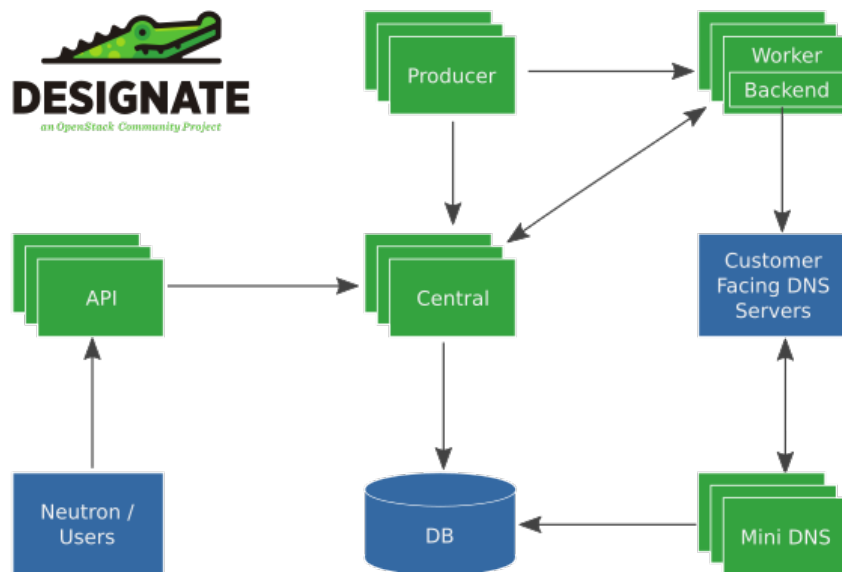 DESIGNATE
an OpenStack Community Project
Producer
Worker
Backend
API
Central
Customer
Facing DNS
Servers
Neutron /
Users
DB
Mini DNS